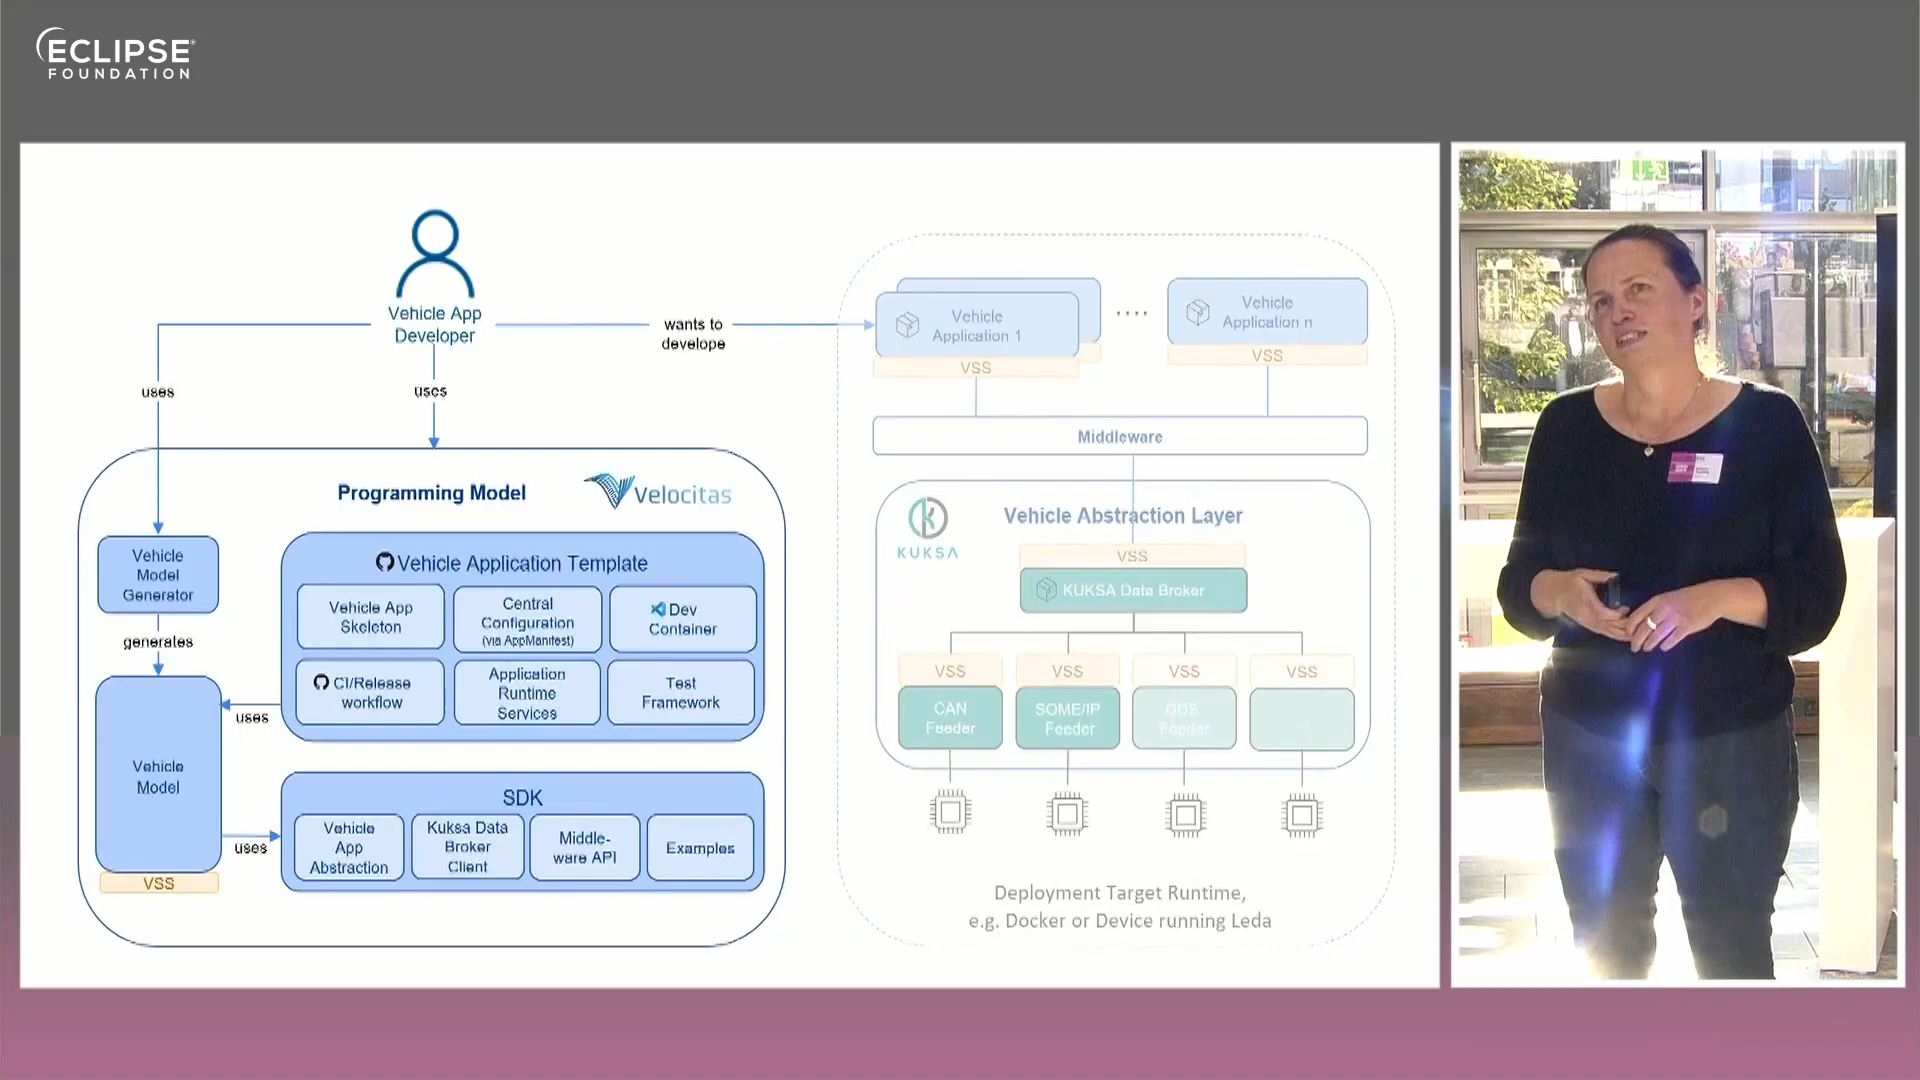 ECLIPSE
FOUNDATION
Vehicle App
Developer
wants to
develope
uses
uses
Programming Model
Velocitas
Vehicle
Model
Generator
generates
Vehicle
Model
VSS
uses
uses
Vehicle Application Template
Vehicle App
Skeleton
Central
Configuration
(via AppManifest)
Dev
Container
CI/Release
workflow
Application
Runtime
Services
Test
Framework
SDK
Vehicle
App
Abstraction
Kuksa Data
Broker
Client
Middle-
ware API
Examples
Vehicle
Application 1
VSS
....
Vehicle
Application n
VSS
Middleware
KUKSA
Vehicle Abstraction Layer
VSS
KUKSA Data Broker
VSS
CAN
Feeder
VSS
SOME/IP
Feeder
VSS
DDS
Feeder
VSS
...
Deployment Target Runtime,
e.g. Docker or Device running Leda